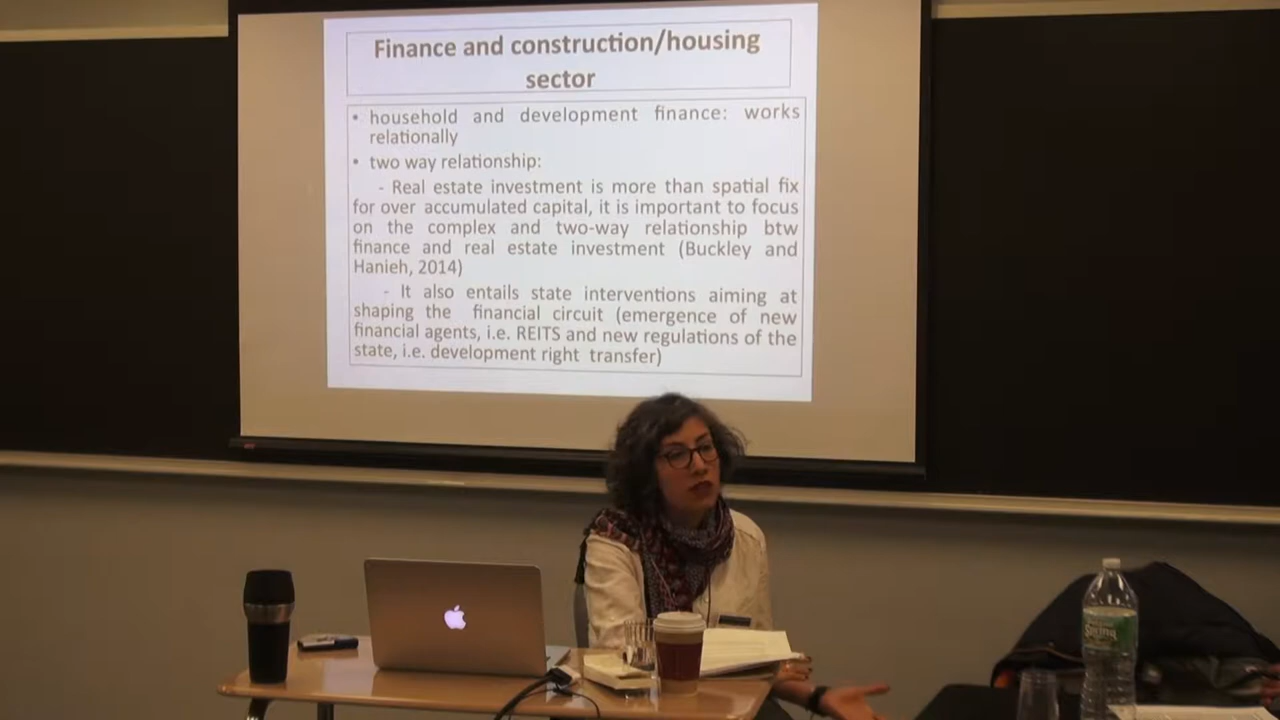 Finance and construction/housing
sector
• household and development finance: works
relationally
• two way relationship:
- Real estate investment is more than spatial fix
for over accumulated capital, it is important to focus
on the complex and two-way relationship btw
finance and real estate investment (Buckley and
Hanieh, 2014)
- It also entails state interventions aiming at
shaping the financial circuit (emergence of new
financial agents, i.e. REITS and new regulations of the
state, i.e. development right transfer)
Spring